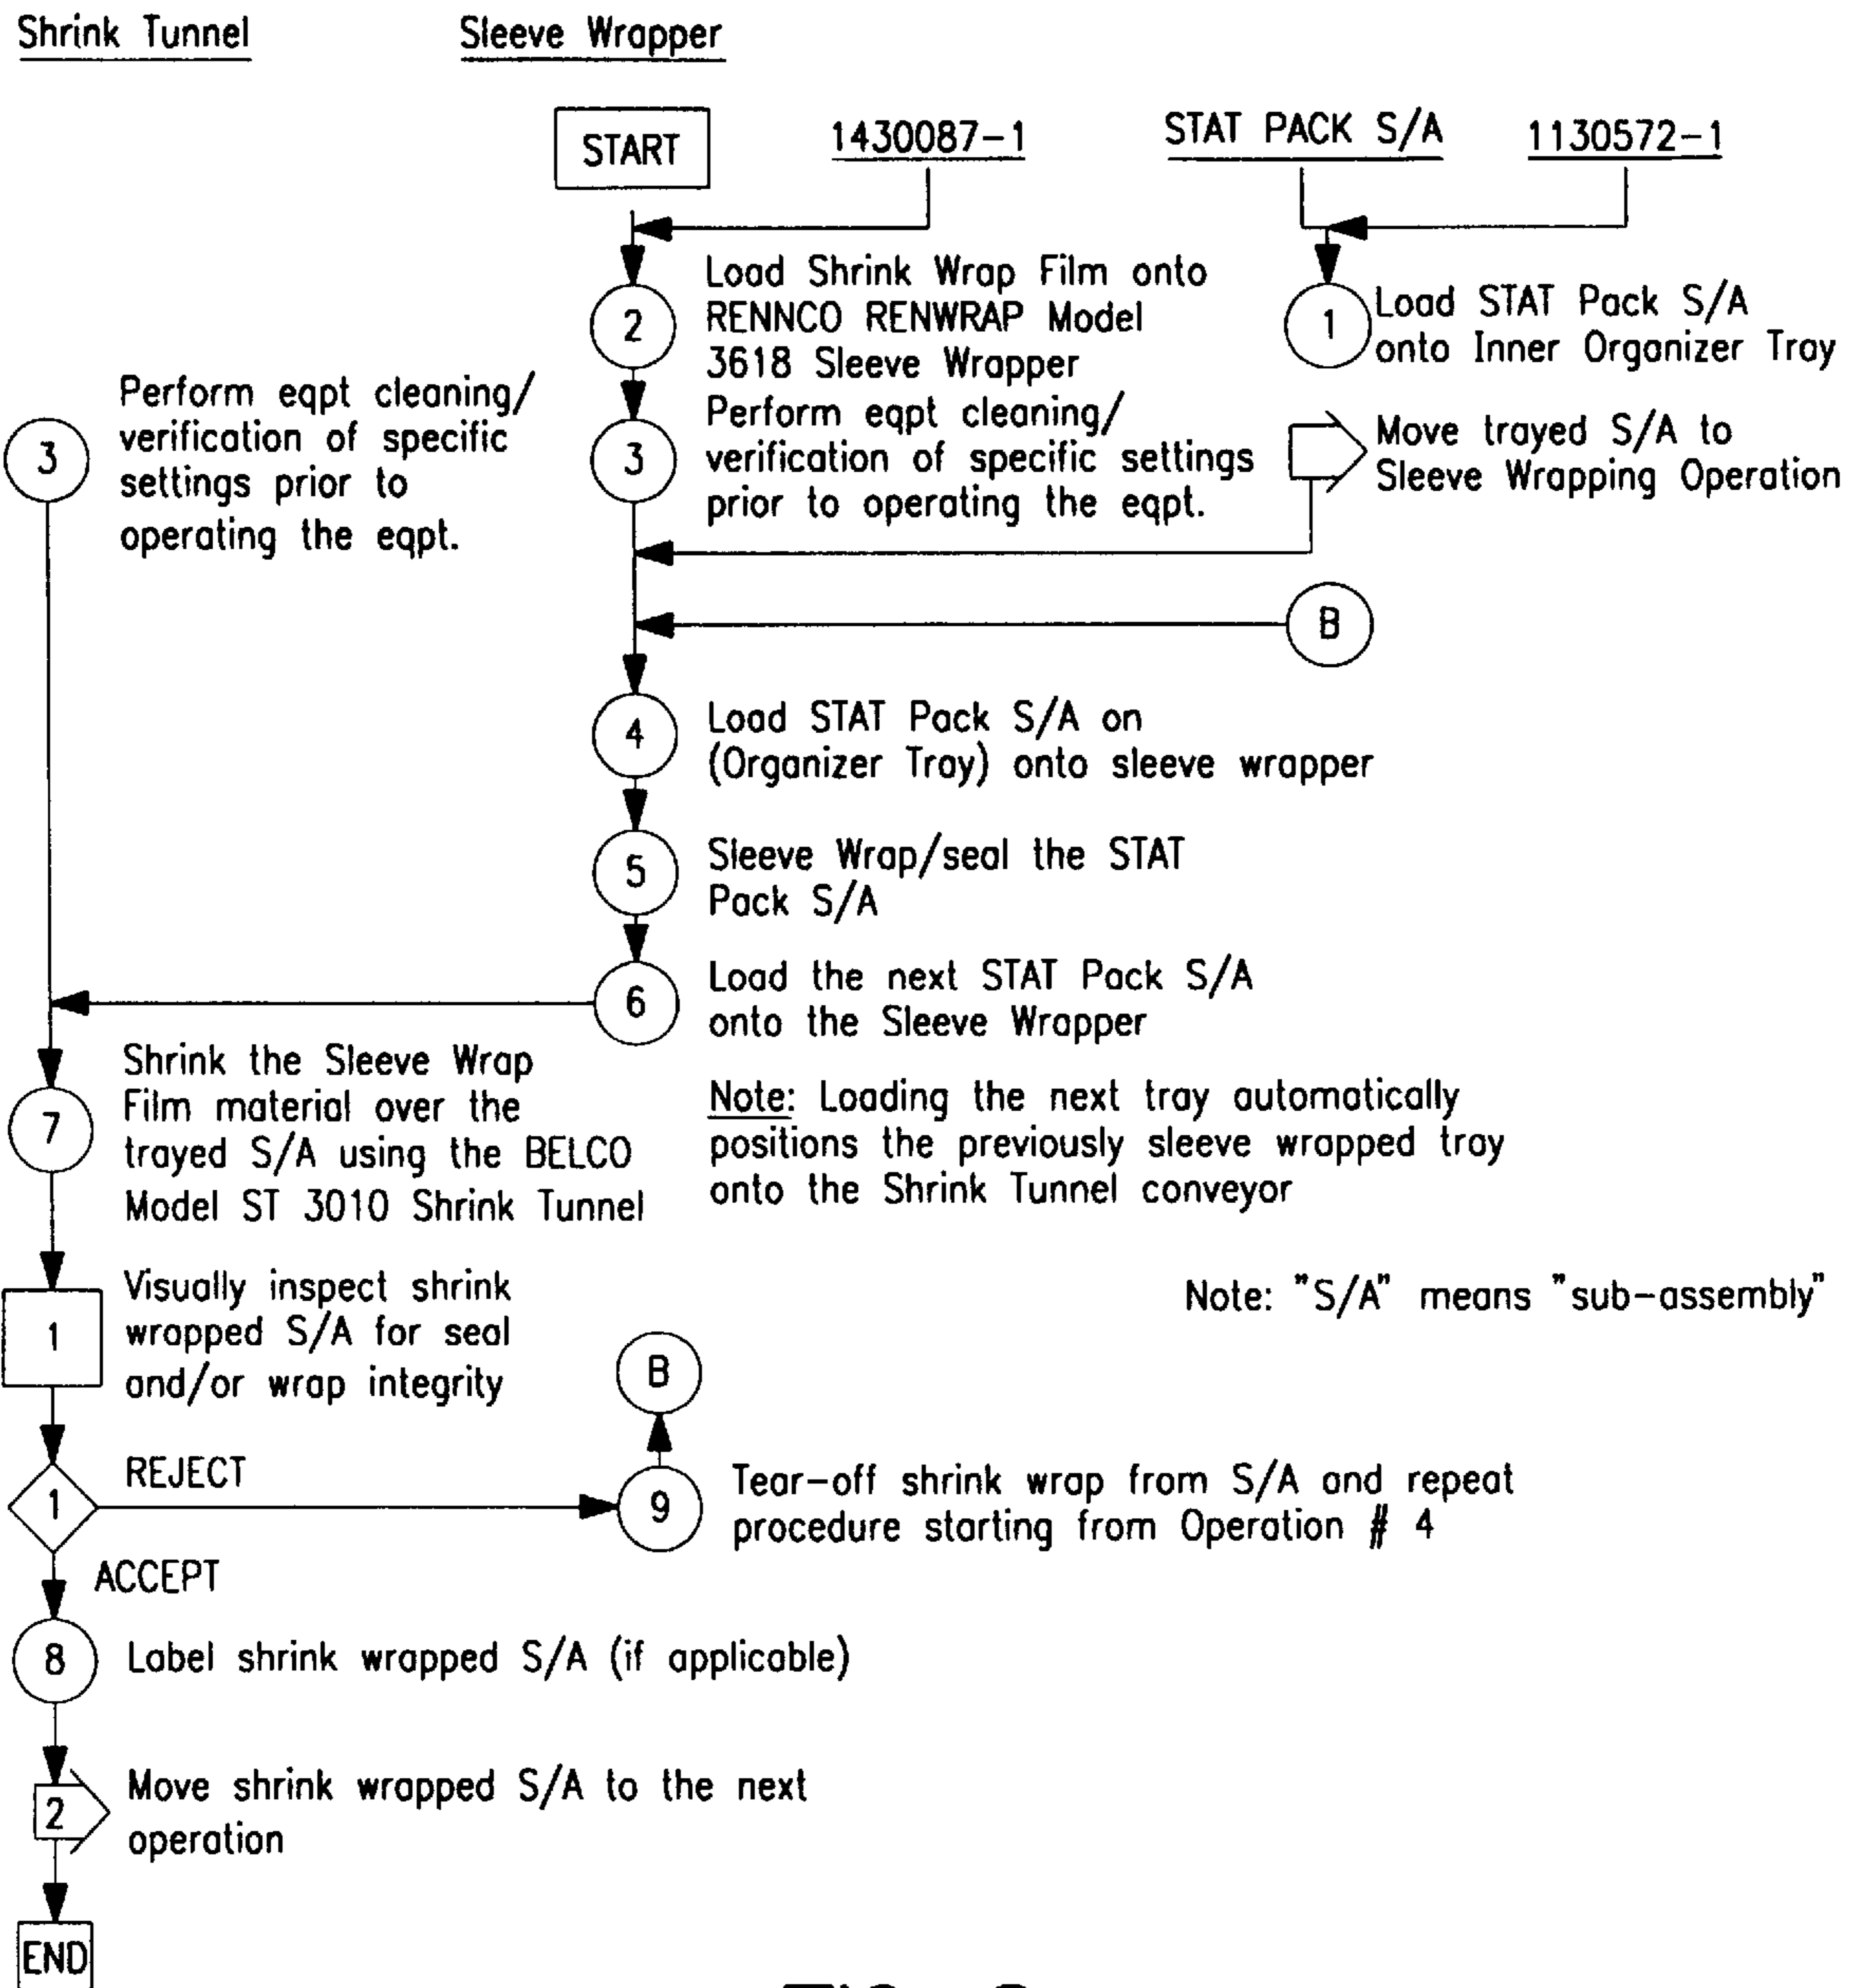 Shrink Tunnel
Sleeve Wrapper
START
1430087-1
STAT PACK S/A
1130572-1
2
Load Shrink Wrap Film onto
RENNCO RENWRAP Model
3618 Sleeve Wrapper
1
Load STAT Pack S/A
onto Inner Organizer Tray
3
Perform eqpt cleaning/
verification of specific
settings prior to
operating the eqpt.
3
Perform eqpt cleaning/
verification of specific settings
prior to operating the eqpt.
Move trayed S/A to
Sleeve Wrapping Operation
B
4
Load STAT Pack S/A on
(Organizer Tray) onto sleeve wrapper
5
Sleeve Wrap/seal the STAT
Pack S/A
6
Load the next STAT Pack S/A
onto the Sleeve Wrapper
7
Shrink the Sleeve Wrap
Film material over the
trayed S/A using the BELCO
Model ST 3010 Shrink Tunnel
Note: Loading the next tray automatically
positions the previously sleeve wrapped tray
onto the Shrink Tunnel conveyor
1
Visually inspect shrink
wrapped S/A for seal
and/or wrap integrity
Note: "S/A" means "sub-assembly"
B
1
REJECT
9
Tear-off shrink wrap from S/A and repeat
procedure starting from Operation # 4
ACCEPT
8
Label shrink wrapped S/A (if applicable)
2
Move shrink wrapped S/A to the next
operation
END